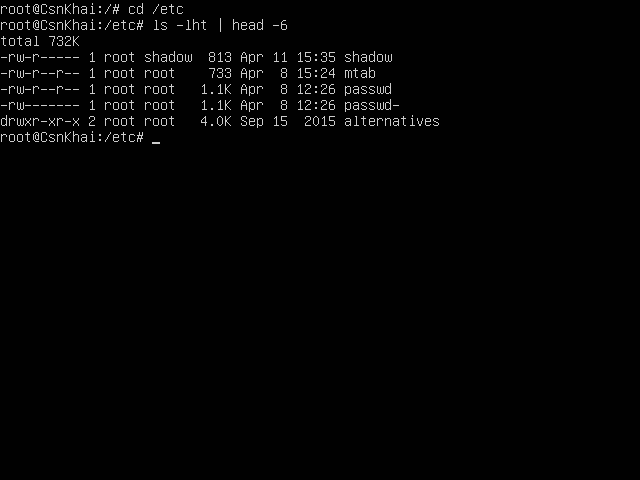 root@CsnKhai:/# cd /etc
root@CsnKhai:/etc# ls -lht | head -6
total 732K
-rw-r----- 1 root shadow  813 Apr 11 15:35 shadow
-rw-r--r-- 1 root root    733 Apr  8 15:24 mtab
-rw-r--r-- 1 root root   1.1K Apr  8 12:26 passwd
-rw------- 1 root root   1.1K Apr  8 12:26 passwd-
drwxr-xr-x 2 root root   4.0K Sep 15  2015 alternatives
root@CsnKhai:/etc# _